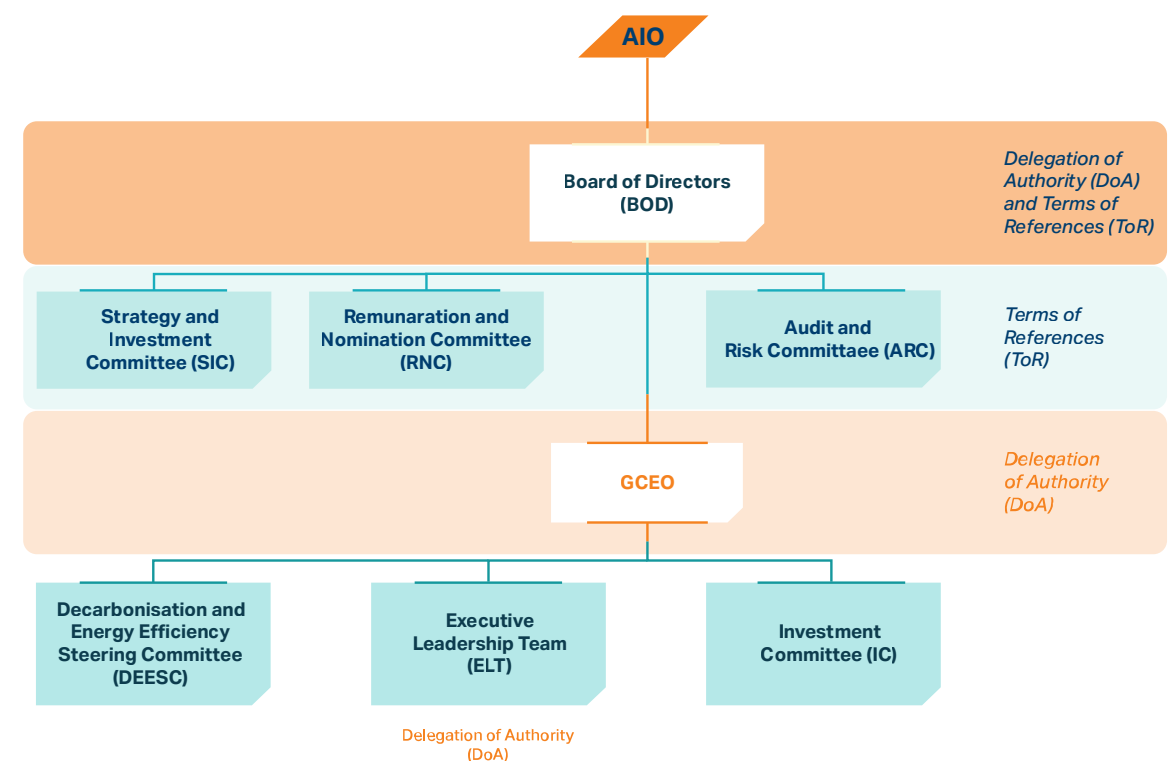 AIO
Board of Directors
(BOD)
Delegation of
Authority (DoA)
and Terms of
References (ToR)
Strategy and
Investment
Committee (SIC)
Remunaration and
Nomination Committee
(RNC)
Audit and
Risk Committaee (ARC)
Terms of
References
(ToR)
GCEO
Delegation
of Authority
(DoA)
Decarbonisation and
Energy Efficiency
Steering Committee
(DEESC)
Executive
Leadership Team
(ELT)
Investment
Committee (IC)
Delegation of Authority
(DoA)